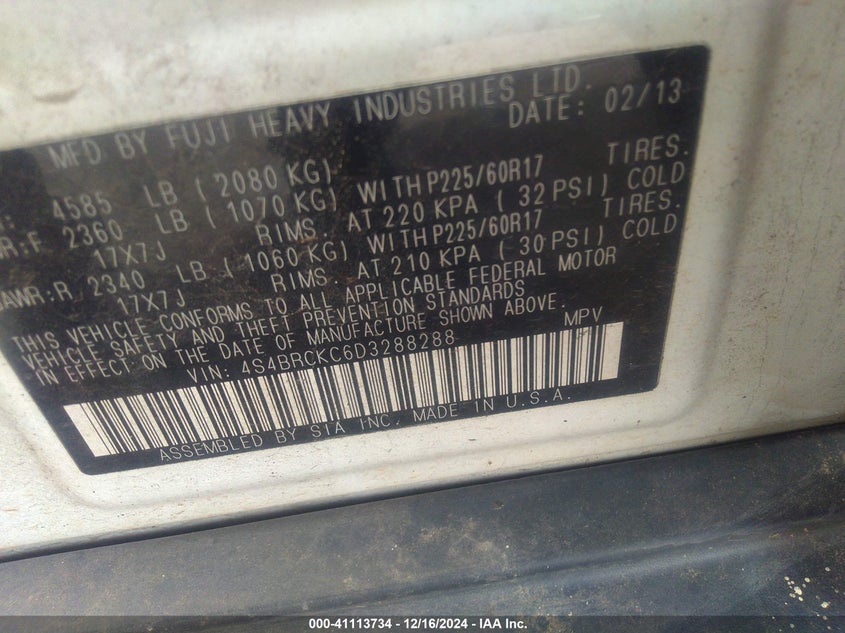 MFD BY FUJI HEAVY INDUSTRIES LTD.
DATE: 02/13
4585 LB ( 2080 KG)
WR:F 2360 LB ( 1070 KG) WITH P225/60R17 TIRES.
17X7J RIMS. AT 220 KPA ( 32 PSI) COLD
AWR:R 2340 LB ( 1060 KG) WITH P225/60R17 TIRES.
17X7J RIMS. AT 210 KPA ( 30 PSI) COLD
THIS VEHICLE CONFORMS TO ALL APPLICABLE FEDERAL MOTOR
VEHICLE SAFETY AND THEFT PREVENTION STANDARDS
IN EFFECT ON THE DATE OF MANUFACTURE SHOWN ABOVE.
VIN: 4S4BRCKC6D3288288 MPV
ASSEMBLED BY SIA INC. MADE IN U.S.A.
000-41113734 - 12/16/2024 - IAA Inc.